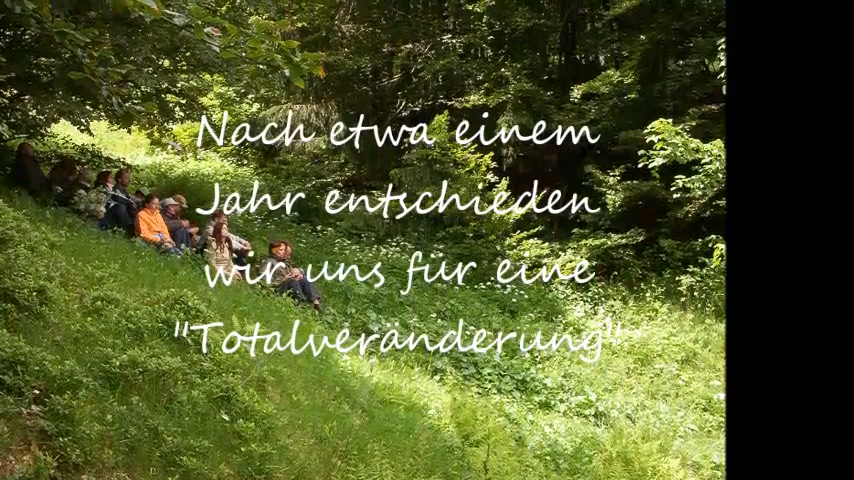 Nach etwa einem
Jahr entschieden
wir uns für eine
"Totalveränderung"